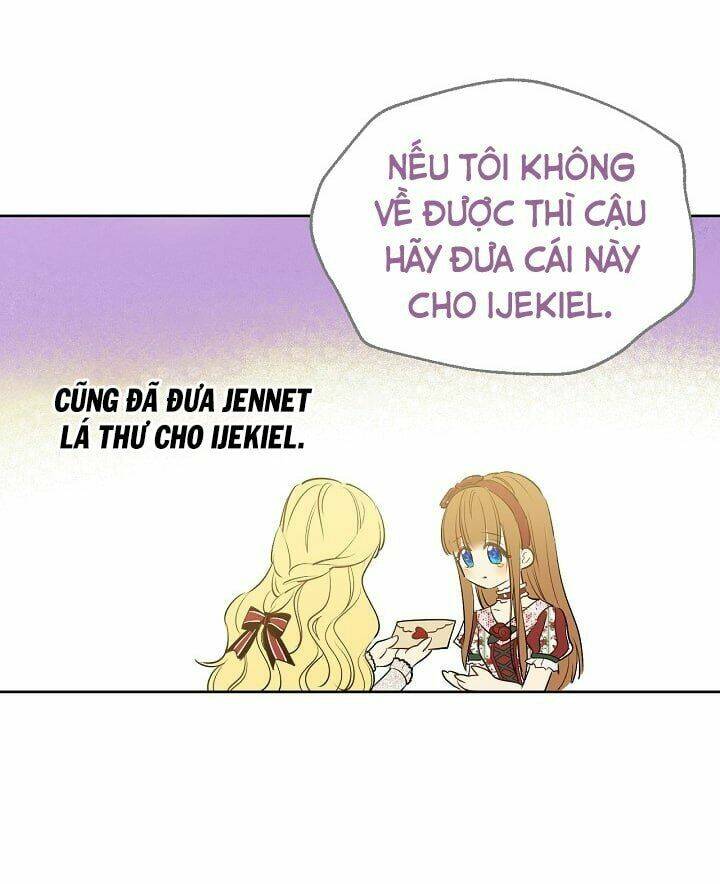 NẾU TÔI KHÔNG
VỀ ĐƯỢC THÌ CẬU
HÃY ĐƯA CÁI NÀY
CHO IJEKIEL.
CŨNG ĐÃ ĐƯA JENNET
LÁ THƯ CHO IJEKIEL.